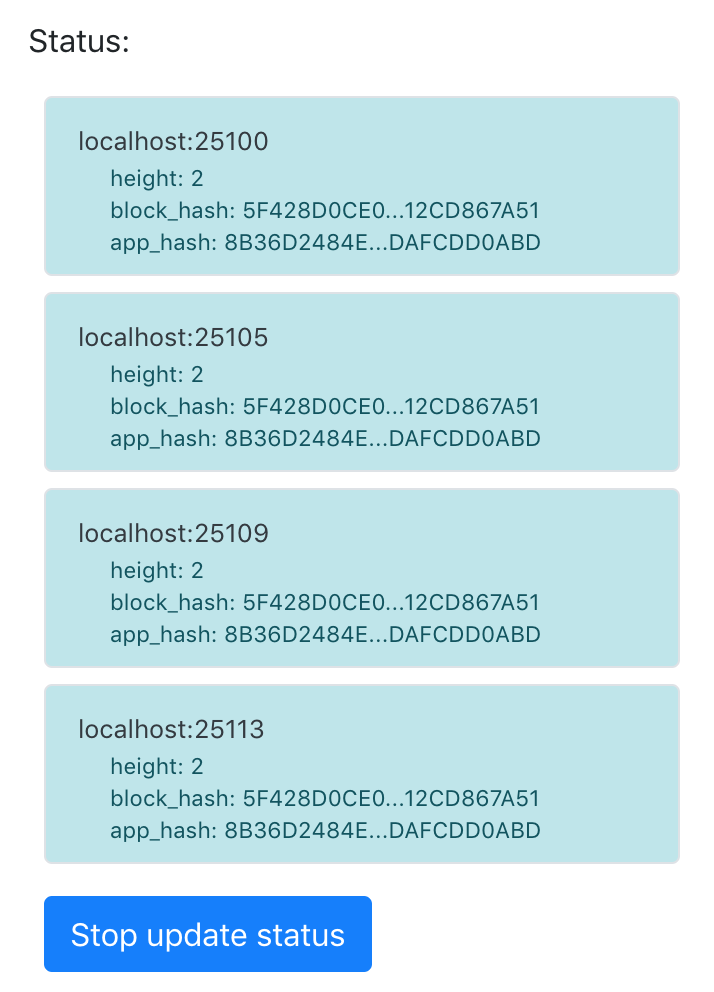 Status:
localhost:25100
height: 2
block_hash: 5F428D0CE0...12CD867A51
app_hash: 8B36D2484E...DAFCDD0ABD
localhost:25105
height: 2
block_hash: 5F428D0CE0...12CD867A51
app_hash: 8B36D2484E...DAFCDD0ABD
localhost:25109
height: 2
block_hash: 5F428D0CE0...12CD867A51
app_hash: 8B36D2484E...DAFCDD0ABD
localhost:25113
height: 2
block_hash: 5F428D0CE0...12CD867A51
app_hash: 8B36D2484E...DAFCDD0ABD
Stop update status